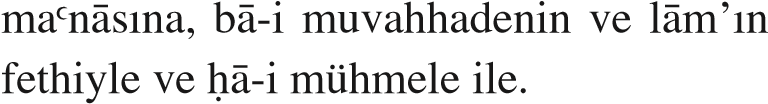 maʿnāsına, bā-i muvahhadenin ve lām’ın
fethiyle ve ḥā-i mühmele ile.